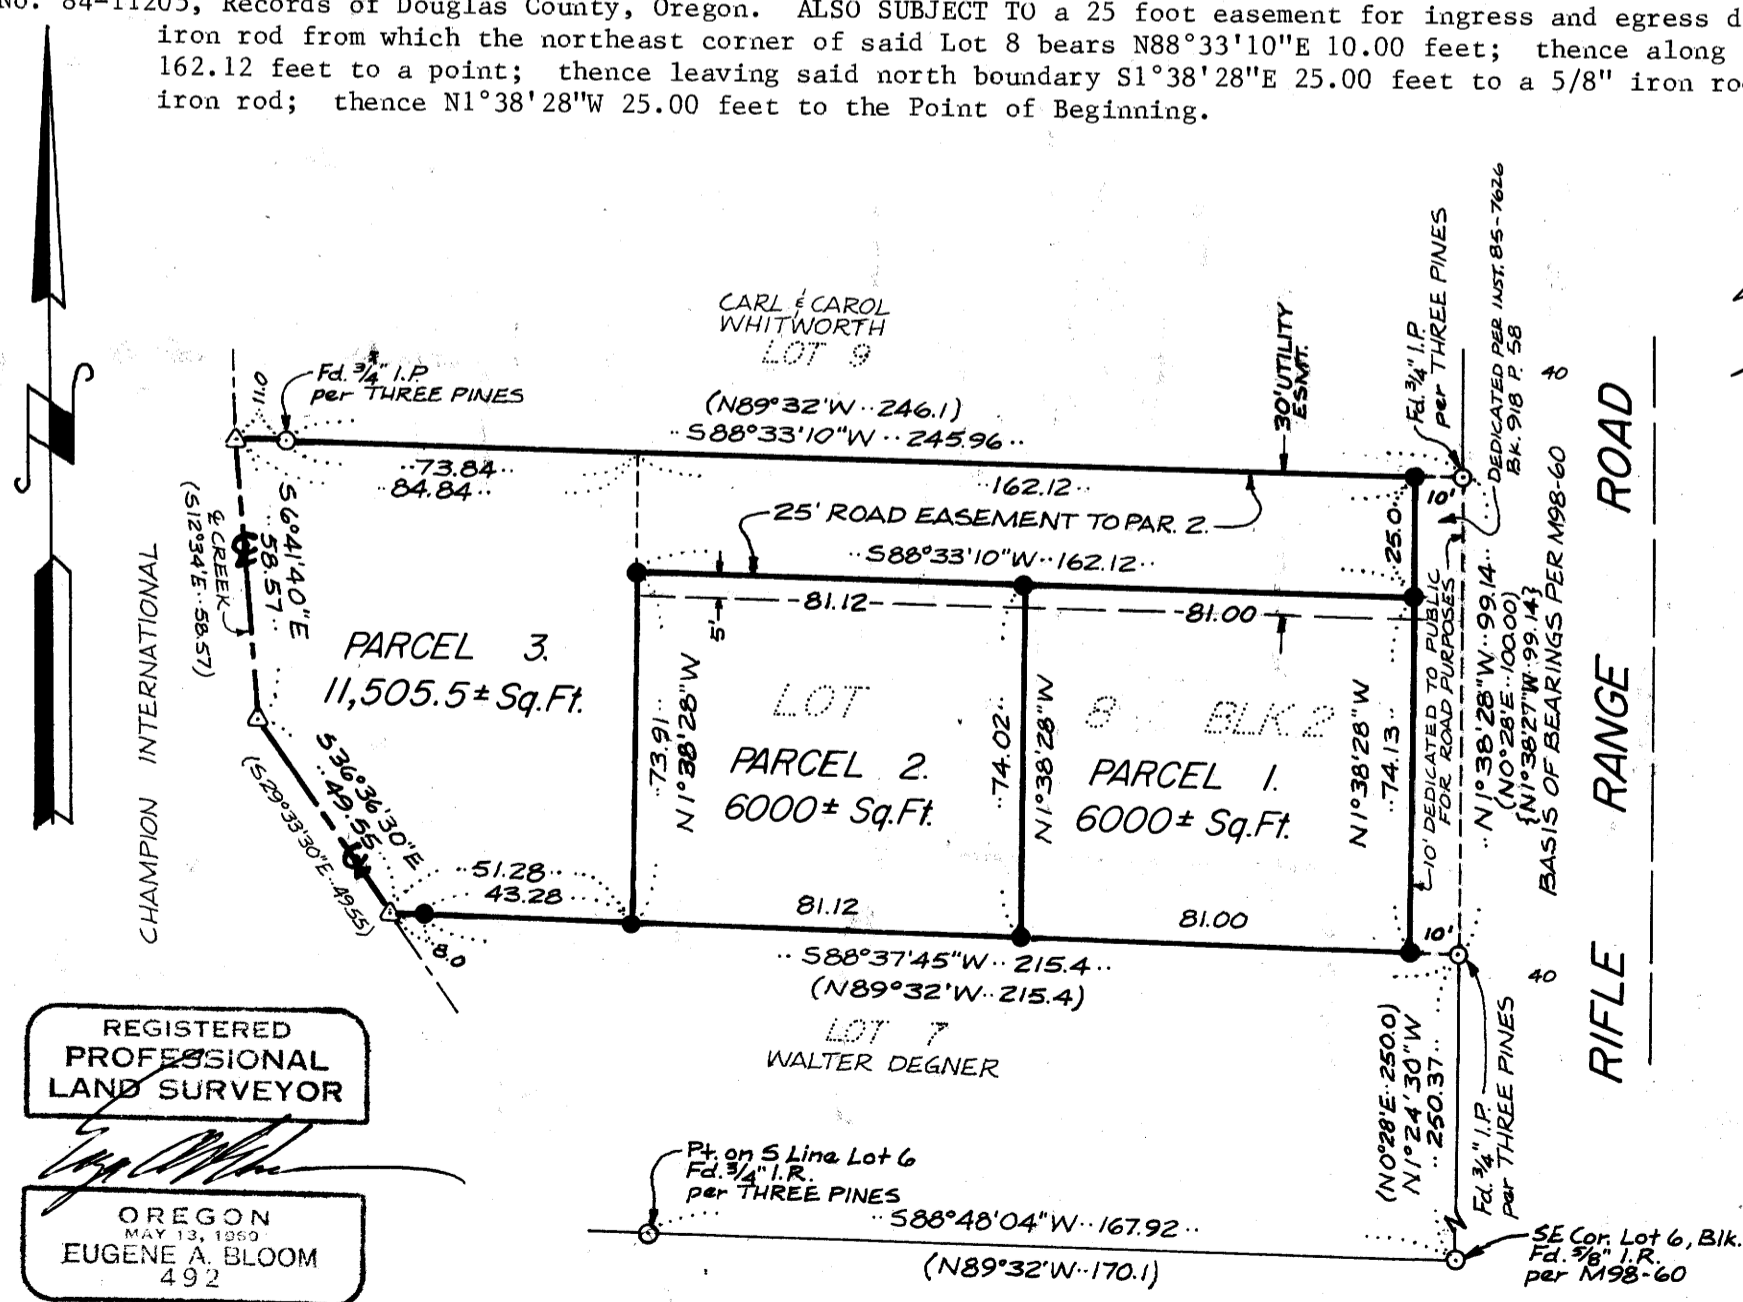 No. 84-11205, Records of Douglas County, Oregon. ALSO SUBJECT TO a 25 foot easement for ingress and egress d
iron rod from which the northeast corner of said Lot 8 bears N88°33'10"E 10.00 feet; thence along
162.12 feet to a point; thence leaving said north boundary S1°38'28"E 25.00 feet to a 5/8" iron ro
iron rod; thence N1°38'28"W 25.00 feet to the Point of Beginning.
CARL & CAROL
WHITWORTH
LOT 9
(N89°32'W··246.1)
··S88°33'10"W··245.96··
Fd. 3/4" I.P.
per THREE PINES
11.0
··73.84··
··84.84··
··162.12··
30' UTILITY
ESMT.
Fd. 3/4" I.P.
per THREE PINES
DEDICATED PER INST. 85-7626
BK. 918 P. 58
25' ROAD EASEMENT TO PAR. 2.
··S88°33'10"W··162.12··
25.0
10'
40
81.12
81.00
5'
CHAMPION INTERNATIONAL
(S12°34'E··58.57)
℄ CREEK
S6°41'40"E
··58.57··
PARCEL 3.
11,505.5± Sq.Ft.
··73.91··
N1°38'28"W
LOT
8 BLK 2
PARCEL 2.
6000± Sq.Ft.
··74.02··
N1°38'28"W
PARCEL 1.
6000± Sq.Ft.
N1°38'28"W
··74.13··
10' DEDICATED TO PUBLIC
FOR ROAD PURPOSES
··N1°38'28"W··99.14··
(N0°28'E··100.00)
{N1°38'27"W··99.14}
BASIS OF BEARINGS PER M98-60
RIFLE RANGE ROAD
S36°36'30"E
··49.55··
(S29°33'30"E··49.55)
··51.28··
43.28
8.0
81.12
81.00
10'
··S88°37'45"W··215.4··
(N89°32'W··215.4)
40
LOT 7
WALTER DEGNER
(N0°28'E··250.0)
N1°24'30"W
··250.37··
Fd. 3/4" I.P.
per THREE PINES
REGISTERED
PROFESSIONAL
LAND SURVEYOR
OREGON
MAY 13, 1960
EUGENE A. BLOOM
492
Pt. on S Line Lot 6
Fd. 3/4" I.R.
per THREE PINES
··S88°48'04"W··167.92··
(N89°32'W··170.1)
SE Cor. Lot 6, Blk.
Fd. 5/8" I.R.
per M98-60